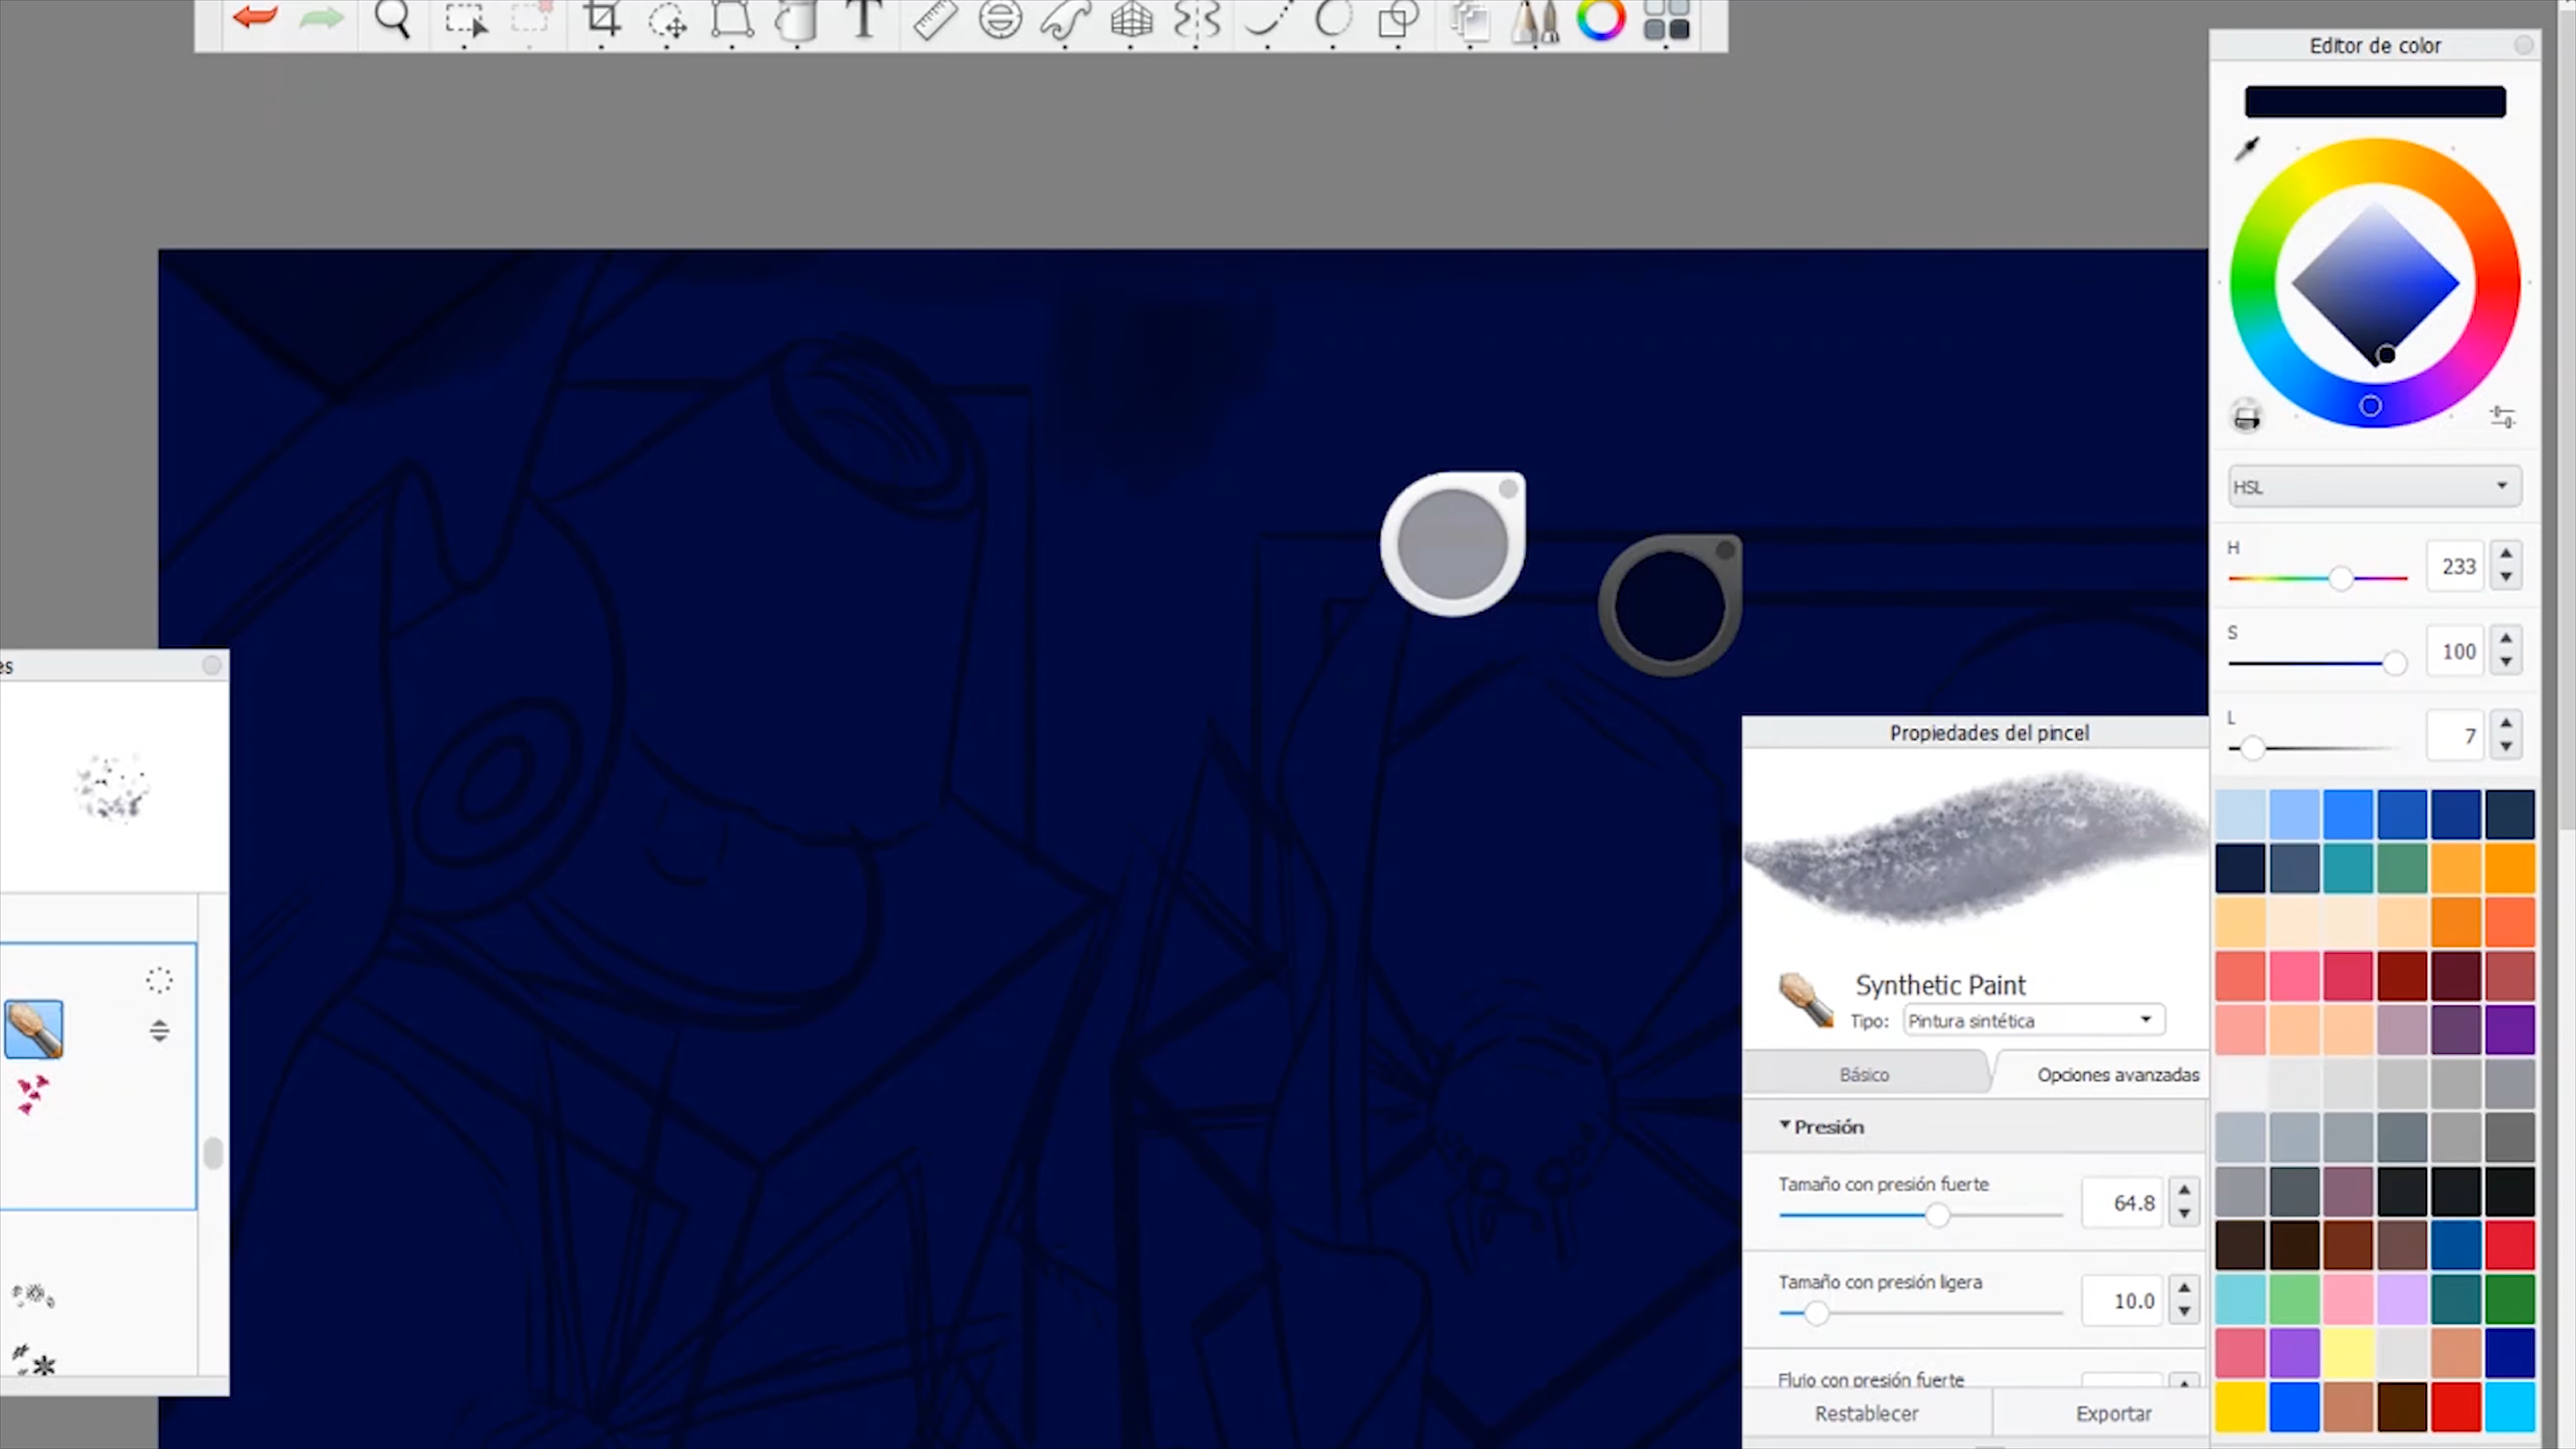 T
Editor de color
HSL
H
233
S
100
L
7
es
Propiedades del pincel
Synthetic Paint
Tipo: Pintura sintética
Básico
Opciones avanzadas
Presión
Tamaño con presión fuerte
64.8
Tamaño con presión ligera
10.0
Flujo con presión fuerte
Restablecer
Exportar